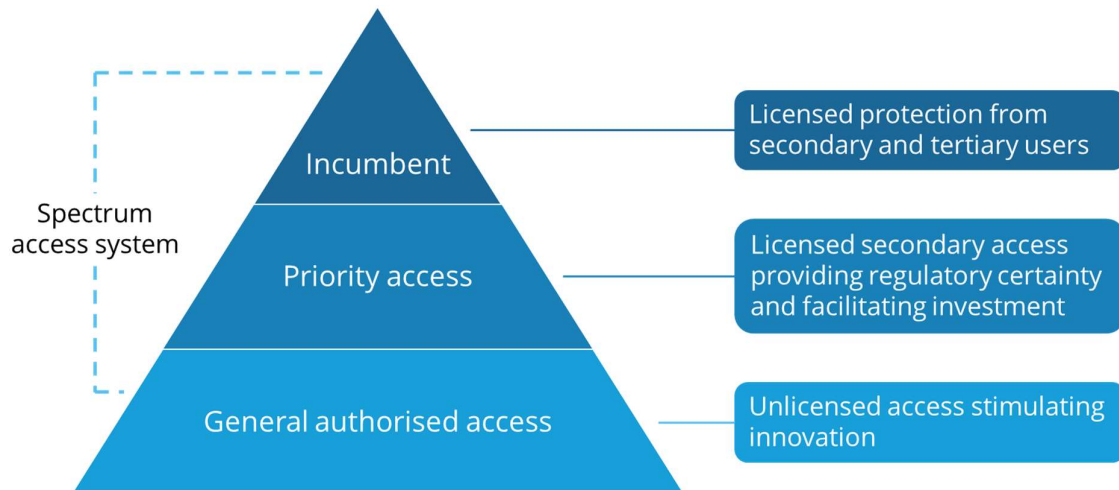 Incumbent
Licensed protection from
secondary and tertiary users
Spectrum
access system
Priority access
Licensed secondary access
providing regulatory certainty
and facilitating investment
General authorised access
Unlicensed access stimulating
innovation